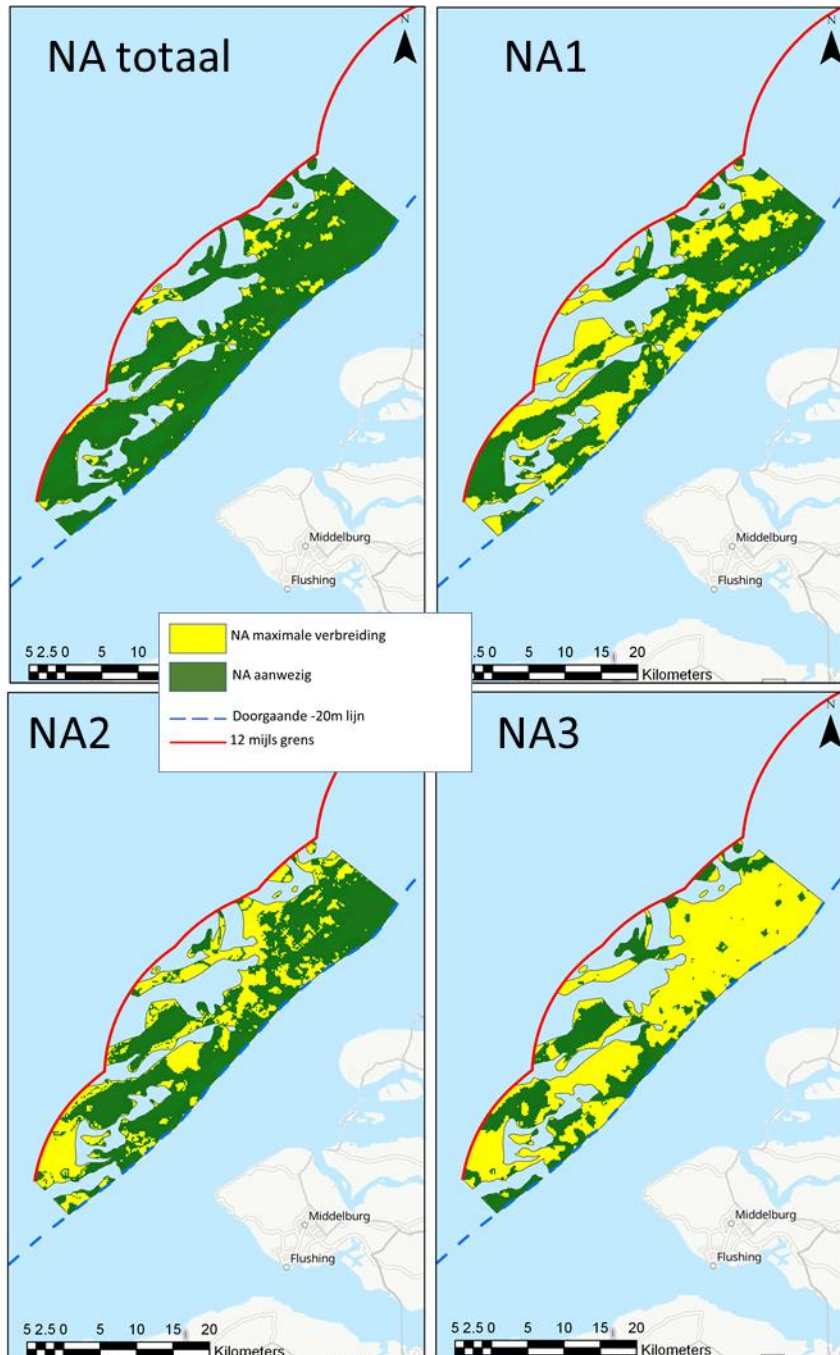 NA totaal
N
NA1
N
Middelburg
Flushing
Middelburg
Flushing
5 2.5 0 5 10
2.5 0 5 10 15 20
Kilometers
NA maximale verbreiding
NA aanwezig
Doorgaande -20m lijn
12 mijls grens
NA2
NA3
N
Middelburg
Flushing
Middelburg
Flushing
5 2.5 0 5 10 15 20
Kilometers
5 2.5 0 5 10 15 20
Kilometers